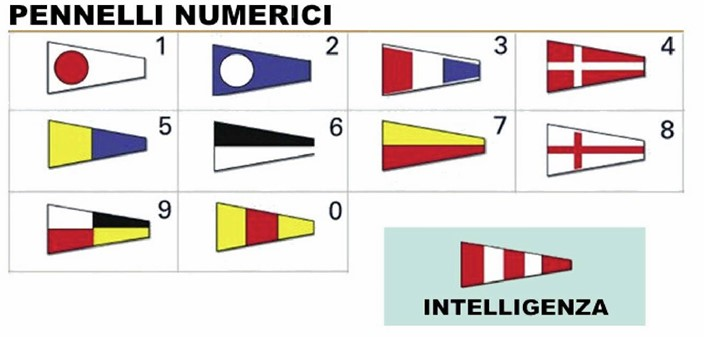 PENNELLI NUMERICI
1 2 3 4
5 6 7 8
9 0
INTELLIGENZA